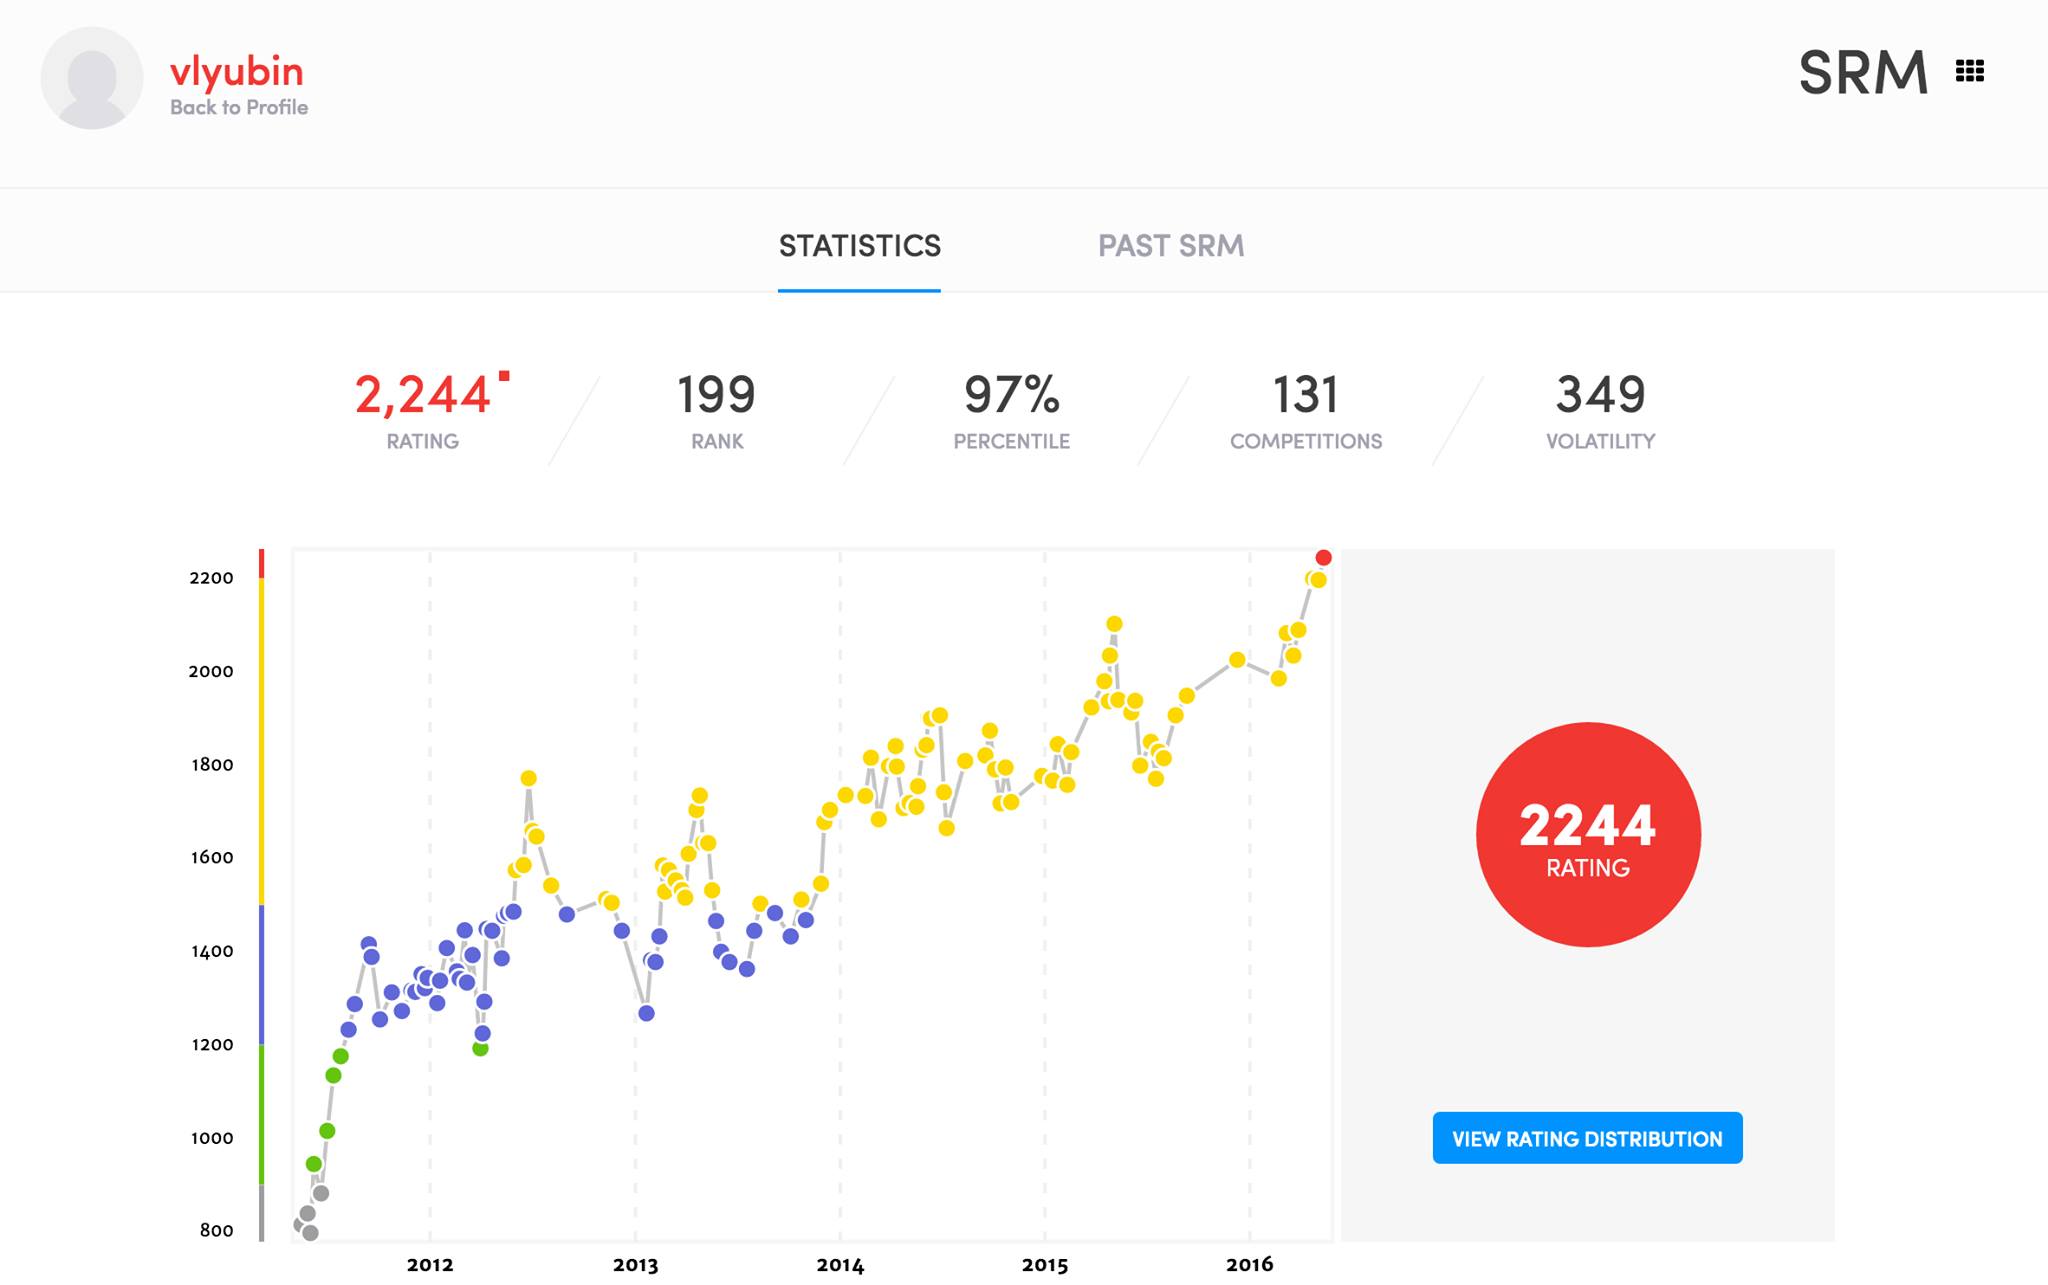 vlyubin
Back to Profile
SRM
STATISTICS
PAST SRM
2,244
199
97%
131
349
RATING
RANK
PERCENTILE
COMPETITIONS
VOLATILITY
2200
2000
1800
1600
1400
1200
1000
800
2012
2013
2014
2015
2016
2244
RATING
VIEW RATING DISTRIBUTION